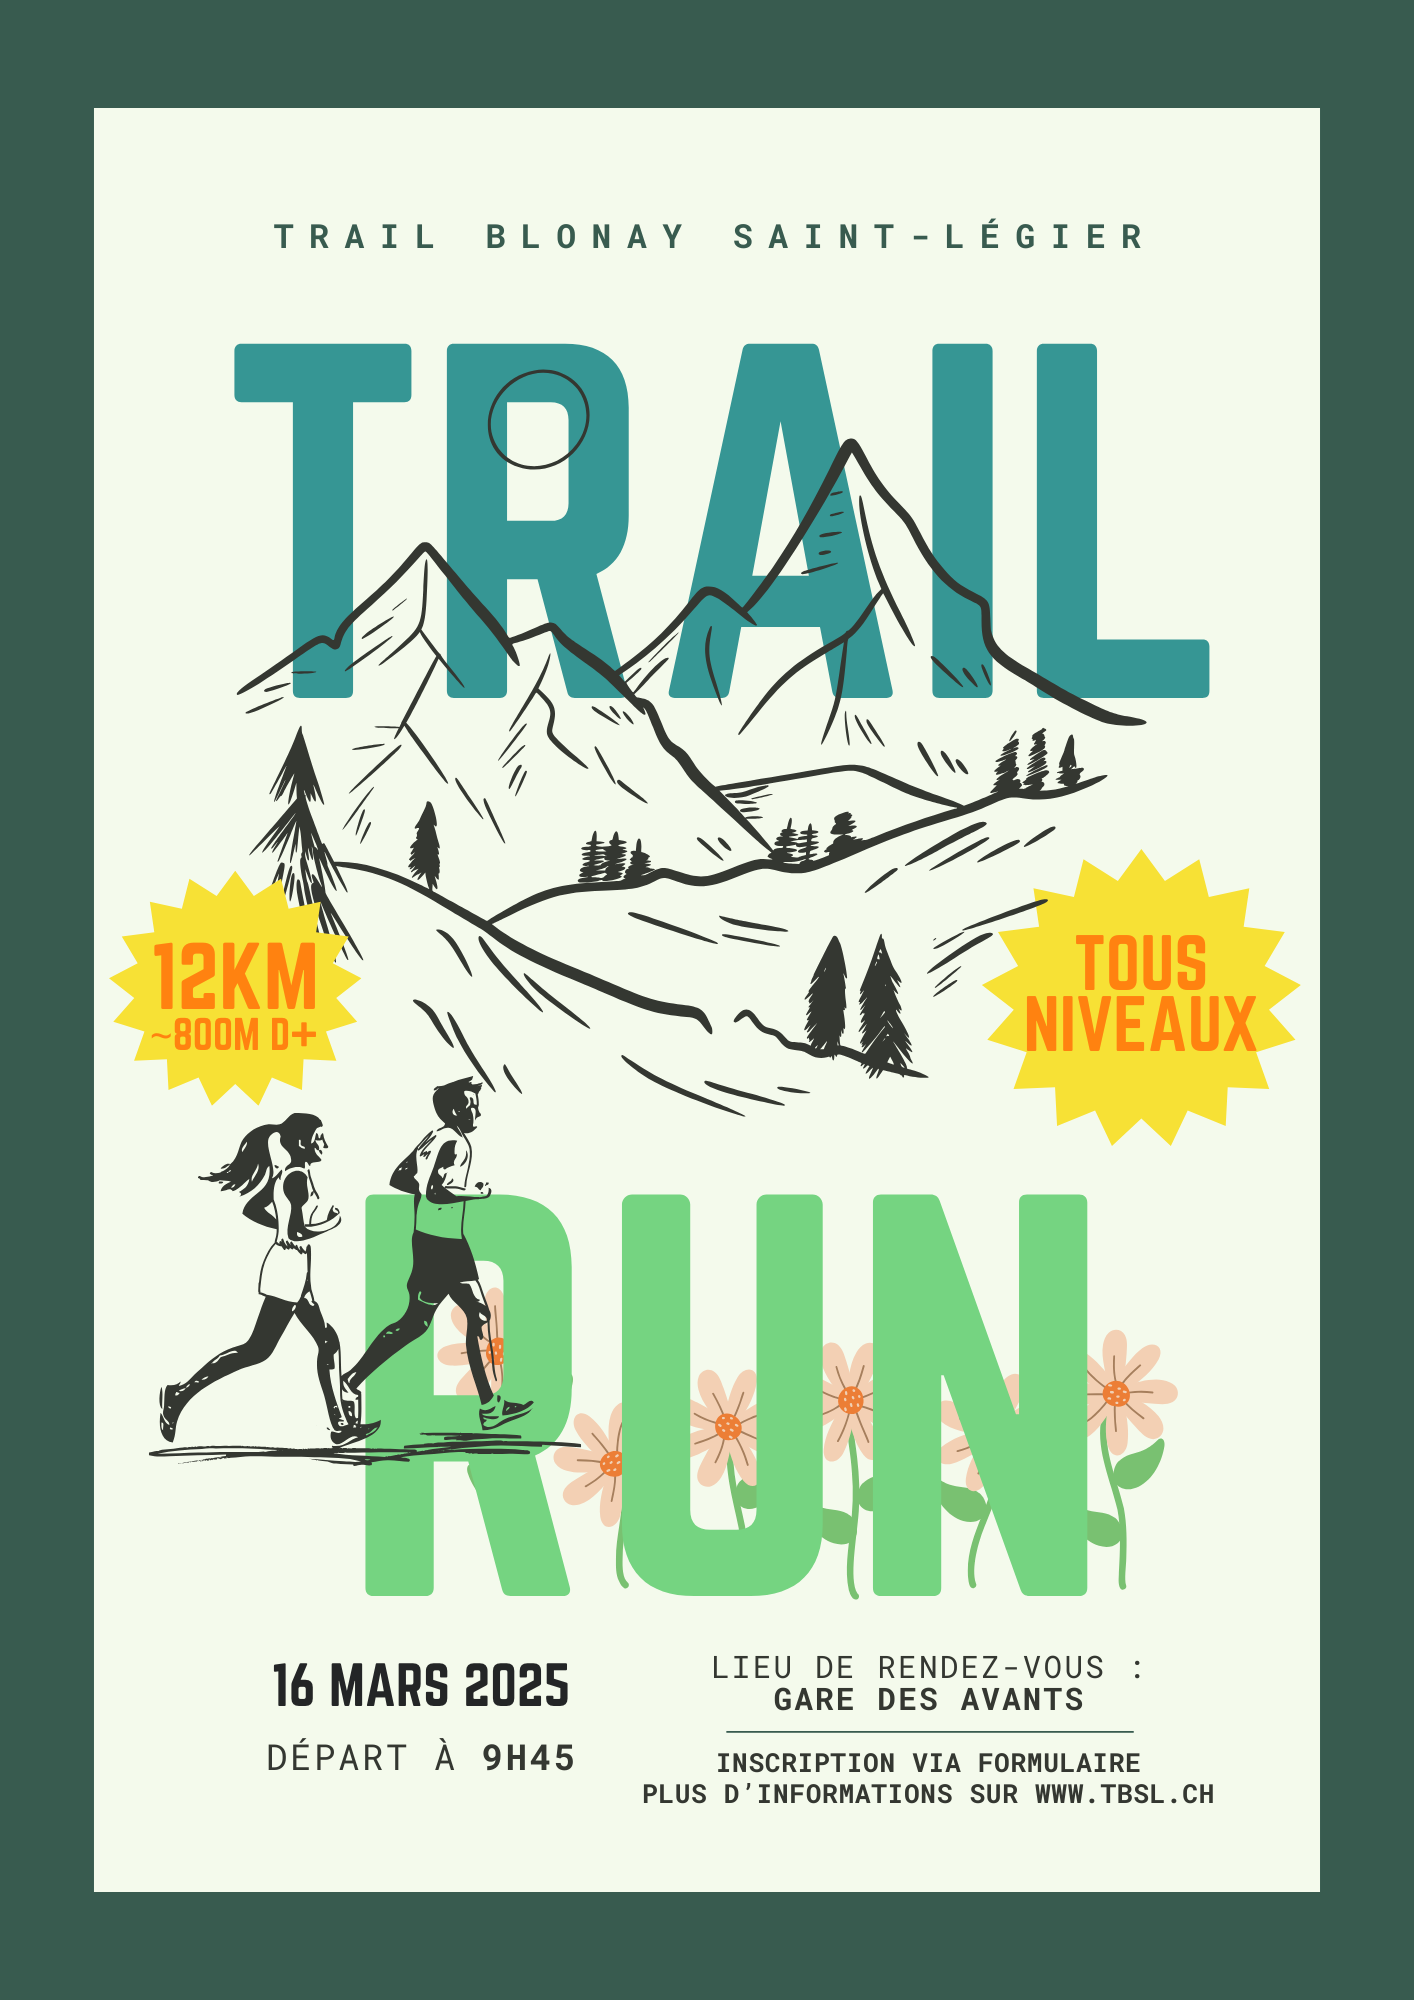 TRAIL BLONAY SAINT-LÉGIER
TRAIL
12KM
~800M D+
TOUS
NIVEAUX
RUN
16 MARS 2025
DÉPART À 9H45
LIEU DE RENDEZ-VOUS :
GARE DES AVANTS
INSCRIPTION VIA FORMULAIRE
PLUS D'INFORMATIONS SUR WWW.TBSL.CH